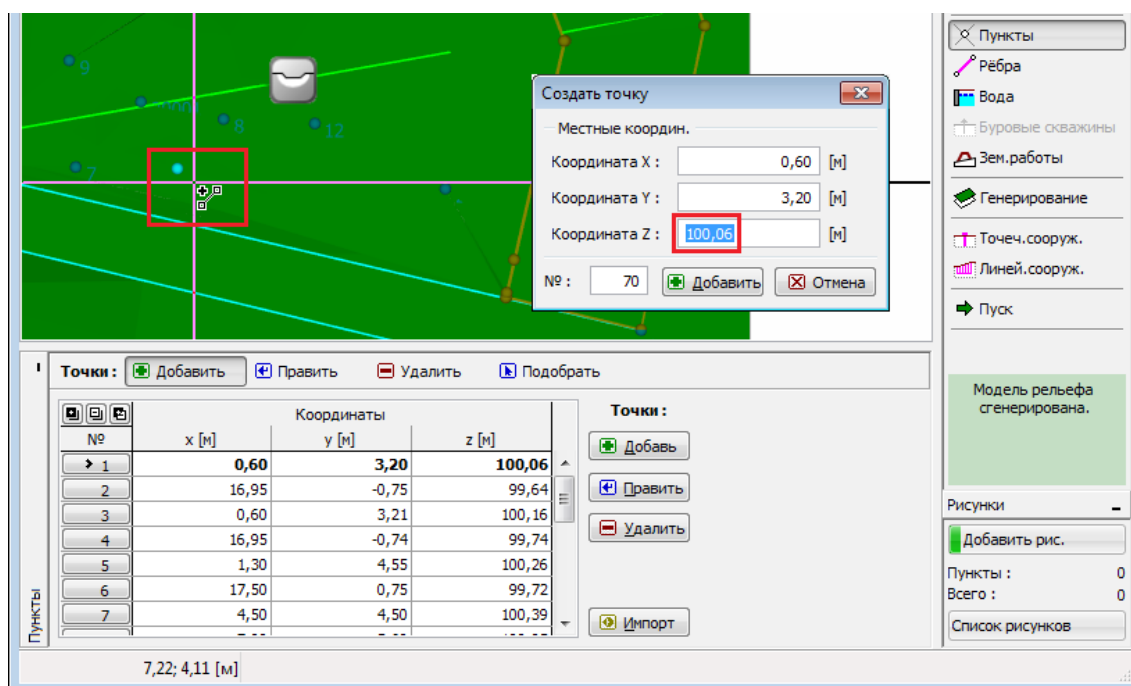 9
8
12
7
Создать точку
Местные координ.
Координата X : 0,60 [м]
Координата Y : 3,20 [м]
Координата Z : 100,06 [м]
№ : 70 Добавить Отмена
Пункты
Рёбра
Вода
Буровые скважины
Зем.работы
Генерирование
Точеч.сооруж.
Линей.сооруж.
Пуск
Модель рельефа
сгенерирована.
Рисунки
Добавить рис.
Пункты : 0
Всего : 0
Список рисунков
Точки : Добавить Править Удалить Подобрать
Координаты
№ x [м] y [м] z [м]
1 0,60 3,20 100,06
2 16,95 -0,75 99,64
3 0,60 3,21 100,16
4 16,95 -0,74 99,74
5 1,30 4,55 100,26
6 17,50 0,75 99,72
7 4,50 4,50 100,39
Точки :
Добавь
Править
Удалить
Импорт
Пункты
7,22; 4,11 [м]